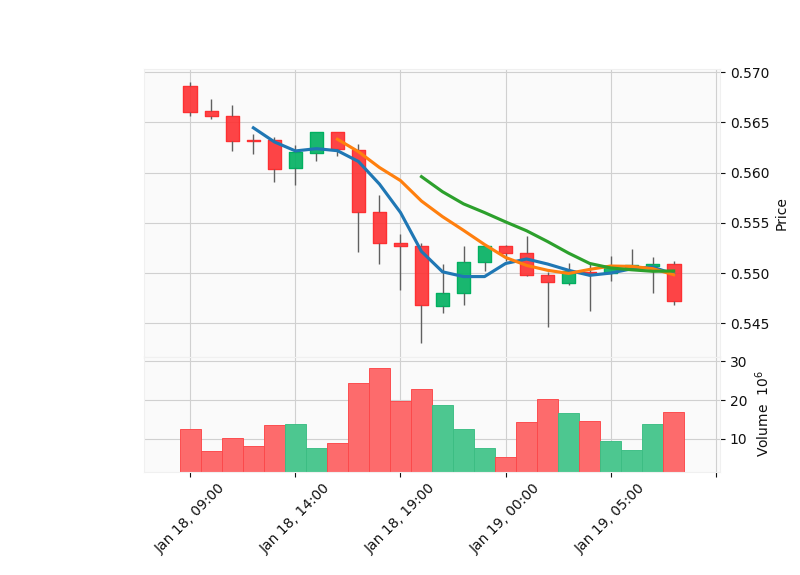 0.570
0.565
0.560
0.555
0.550
0.545
Price
30
20
10
Volume 10^6
Jan 18, 09:00
Jan 18, 14:00
Jan 18, 19:00
Jan 19, 00:00
Jan 19, 05:00